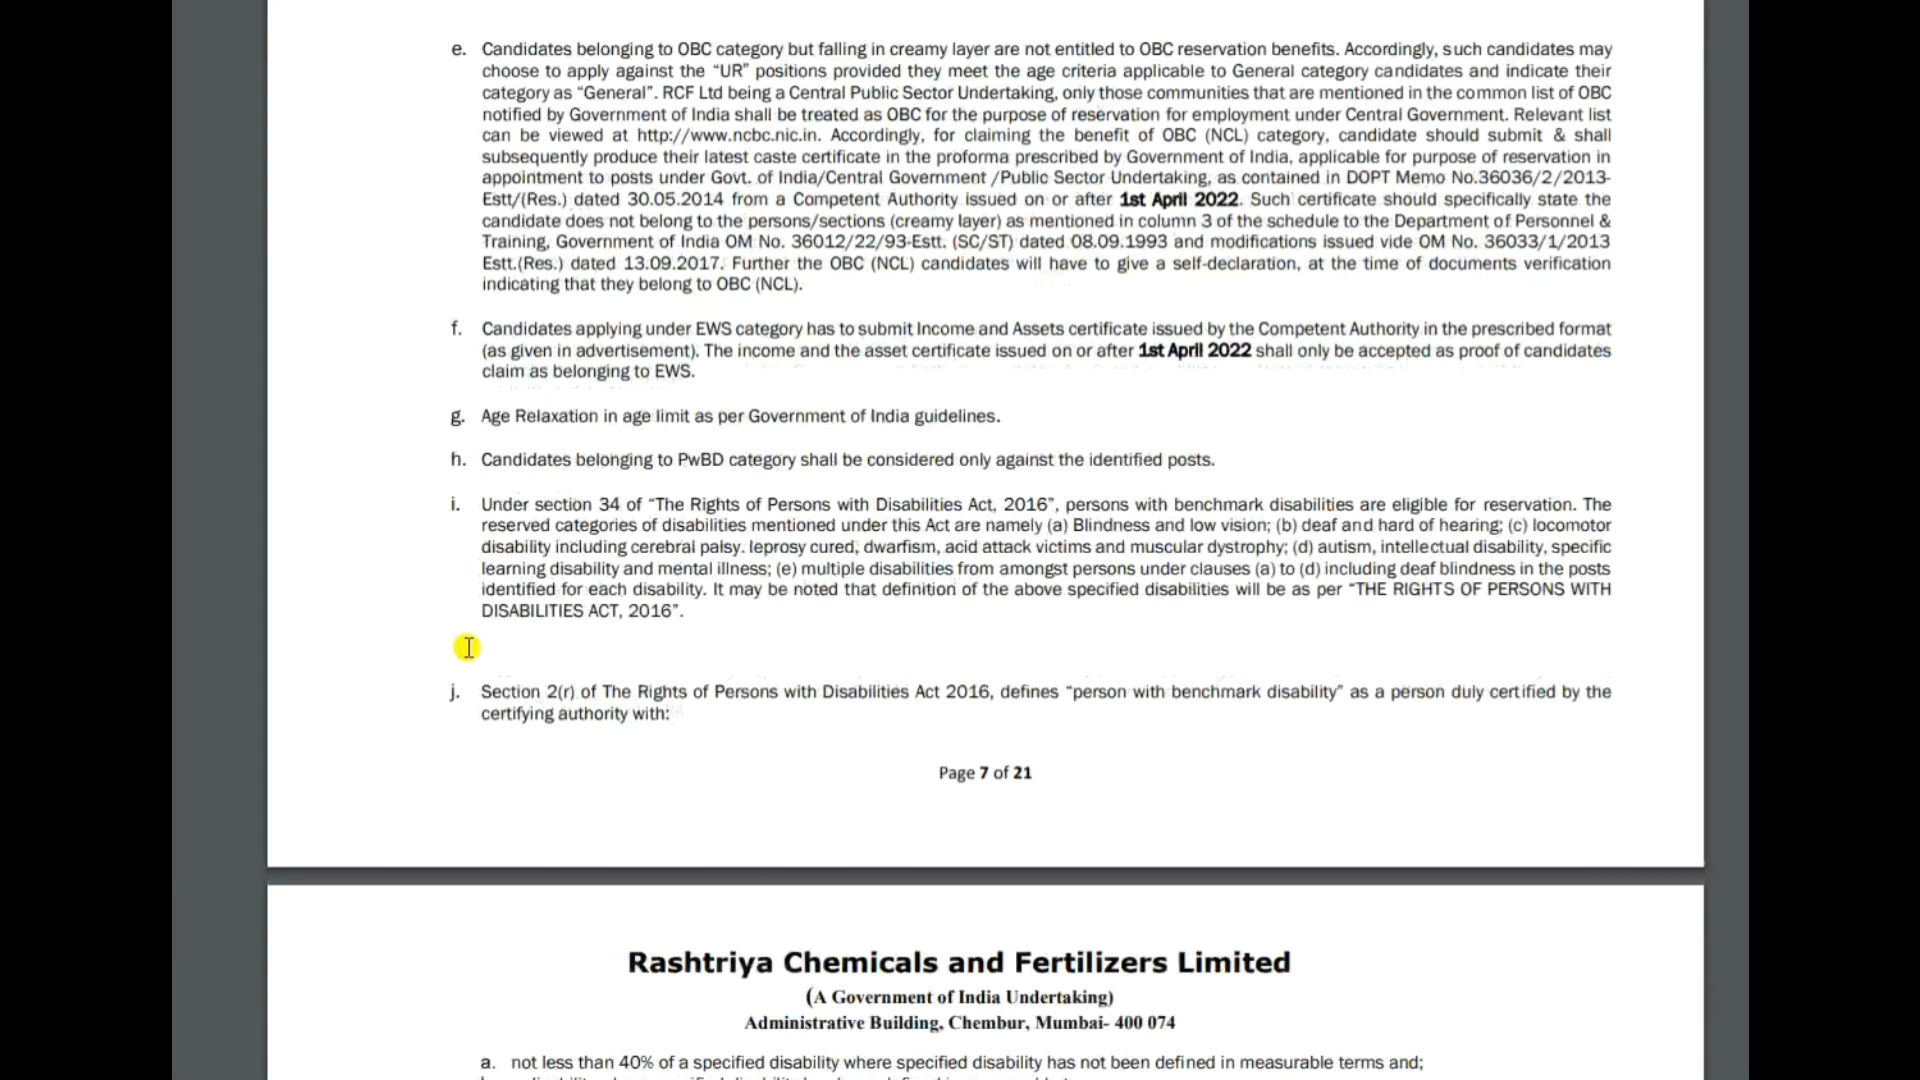 e. Candidates belonging to OBC category but falling in creamy layer are not entitled to OBC reservation benefits. Accordingly, such candidates may
choose to apply against the “UR” positions provided they meet the age criteria applicable to General category candidates and indicate their
category as “General”. RCF Ltd being a Central Public Sector Undertaking, only those communities that are mentioned in the common list of OBC
notified by Government of India shall be treated as OBC for the purpose of reservation for employment under Central Government. Relevant list
can be viewed at http://www.ncbc.nic.in. Accordingly, for claiming the benefit of OBC (NCL) category, candidate should submit & shall
subsequently produce their latest caste certificate in the proforma prescribed by Government of India, applicable for purpose of reservation in
appointment to posts under Govt. of India/Central Government /Public Sector Undertaking, as contained in DOPT Memo No.36036/2/2013-
Estt/(Res.) dated 30.05.2014 from a Competent Authority issued on or after 1st April 2022. Such certificate should specifically state the
candidate does not belong to the persons/sections (creamy layer) as mentioned in column 3 of the schedule to the Department of Personnel &
Training, Government of India OM No. 36012/22/93-Estt. (SC/ST) dated 08.09.1993 and modifications issued vide OM No. 36033/1/2013
Estt.(Res.) dated 13.09.2017. Further the OBC (NCL) candidates will have to give a self-declaration, at the time of documents verification
indicating that they belong to OBC (NCL).
f. Candidates applying under EWS category has to submit Income and Assets certificate issued by the Competent Authority in the prescribed format
(as given in advertisement). The income and the asset certificate issued on or after 1st April 2022 shall only be accepted as proof of candidates
claim as belonging to EWS.
g. Age Relaxation in age limit as per Government of India guidelines.
h. Candidates belonging to PwBD category shall be considered only against the identified posts.
i. Under section 34 of “The Rights of Persons with Disabilities Act, 2016”, persons with benchmark disabilities are eligible for reservation. The
reserved categories of disabilities mentioned under this Act are namely (a) Blindness and low vision; (b) deaf and hard of hearing; (c) locomotor
disability including cerebral palsy. leprosy cured, dwarfism, acid attack victims and muscular dystrophy; (d) autism, intellectual disability, specific
learning disability and mental illness; (e) multiple disabilities from amongst persons under clauses (a) to (d) including deaf blindness in the posts
identified for each disability. It may be noted that definition of the above specified disabilities will be as per “THE RIGHTS OF PERSONS WITH
DISABILITIES ACT, 2016”.
j. Section 2(r) of The Rights of Persons with Disabilities Act 2016, defines “person with benchmark disability” as a person duly certified by the
certifying authority with:
Page 7 of 21
Rashtriya Chemicals and Fertilizers Limited
(A Government of India Undertaking)
Administrative Building, Chembur, Mumbai- 400 074
a. not less than 40% of a specified disability where specified disability has not been defined in measurable terms and;